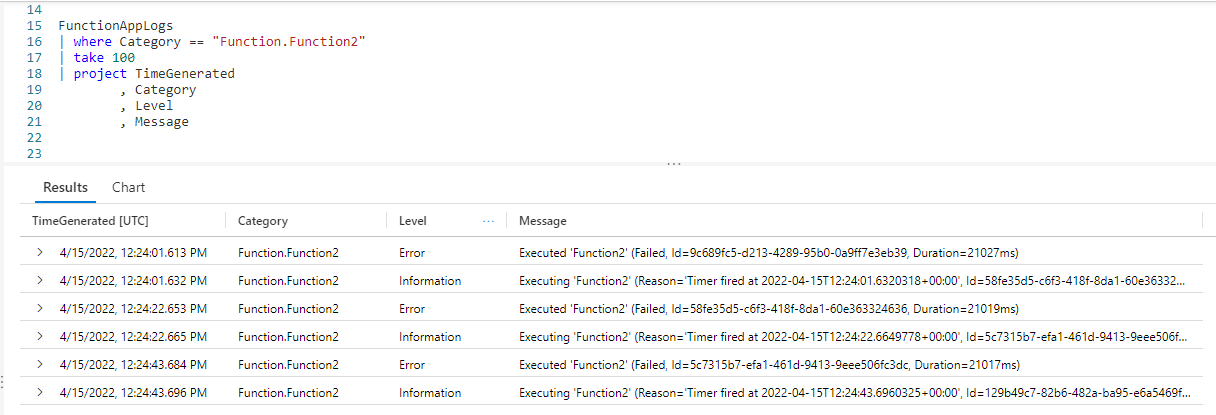 14
15 FunctionAppLogs
16 | where Category == "Function.Function2"
17 | take 100
18 | project TimeGenerated
19 , Category
20 , Level
21 , Message
22
23
Results Chart
TimeGenerated [UTC] Category Level ... Message
4/15/2022, 12:24:01.613 PM Function.Function2 Error Executed 'Function2' (Failed, Id=9c689fc5-d213-4289-95b0-0a9ff7e3eb39, Duration=21027ms)
4/15/2022, 12:24:01.632 PM Function.Function2 Information Executing 'Function2' (Reason='Timer fired at 2022-04-15T12:24:01.6320318+00:00', Id=58fe35d5-c6f3-418f-8da1-60e36332...
4/15/2022, 12:24:22.653 PM Function.Function2 Error Executed 'Function2' (Failed, Id=58fe35d5-c6f3-418f-8da1-60e363324636, Duration=21019ms)
4/15/2022, 12:24:22.665 PM Function.Function2 Information Executing 'Function2' (Reason='Timer fired at 2022-04-15T12:24:22.6649778+00:00', Id=5c7315b7-efa1-461d-9413-9eee506f...
4/15/2022, 12:24:43.684 PM Function.Function2 Error Executed 'Function2' (Failed, Id=5c7315b7-efa1-461d-9413-9eee506fc3dc, Duration=21017ms)
4/15/2022, 12:24:43.696 PM Function.Function2 Information Executing 'Function2' (Reason='Timer fired at 2022-04-15T12:24:43.6960325+00:00', Id=129b49c7-82b6-482a-ba95-e6a5469f...